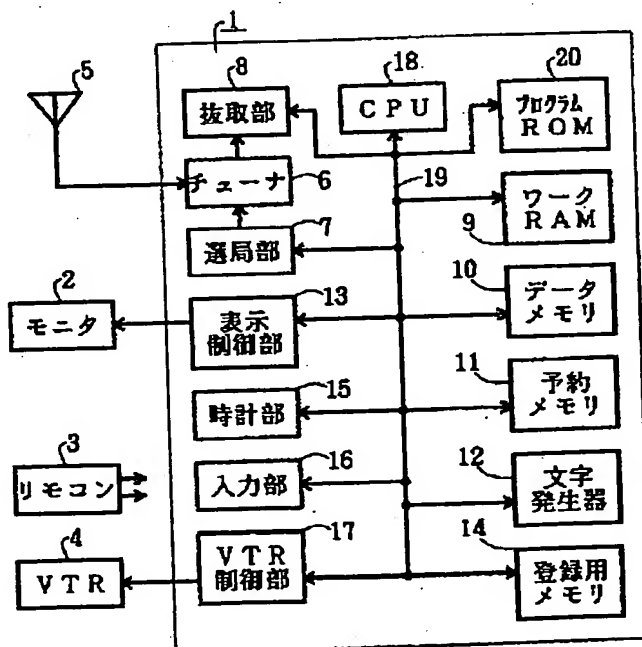 1
5
8
抜取部
18
CPU
20
プログラム
ROM
チューナ
6
19
ワーク
RAM
9
7
選局部
2
モニタ
13
表示
制御部
10
データ
メモリ
15
時計部
11
予約
メモリ
3
リモコン
16
入力部
12
文字
発生器
4
VTR
17
VTR
制御部
14
登録用
メモリ